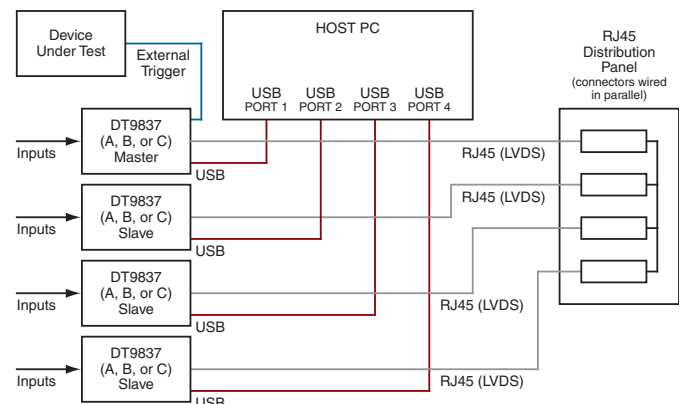 Device
Under Test
External
Trigger
HOST PC
USB
PORT 1
USB
PORT 2
USB
PORT 3
USB
PORT 4
RJ45
Distribution
Panel
(connectors wired
in parallel)
Inputs
DT9837
(A, B, or C)
Master
USB
RJ45 (LVDS)
Inputs
DT9837
(A, B, or C)
Slave
USB
RJ45 (LVDS)
Inputs
DT9837
(A, B, or C)
Slave
USB
RJ45 (LVDS)
Inputs
DT9837
(A, B, or C)
Slave
USB
RJ45 (LVDS)